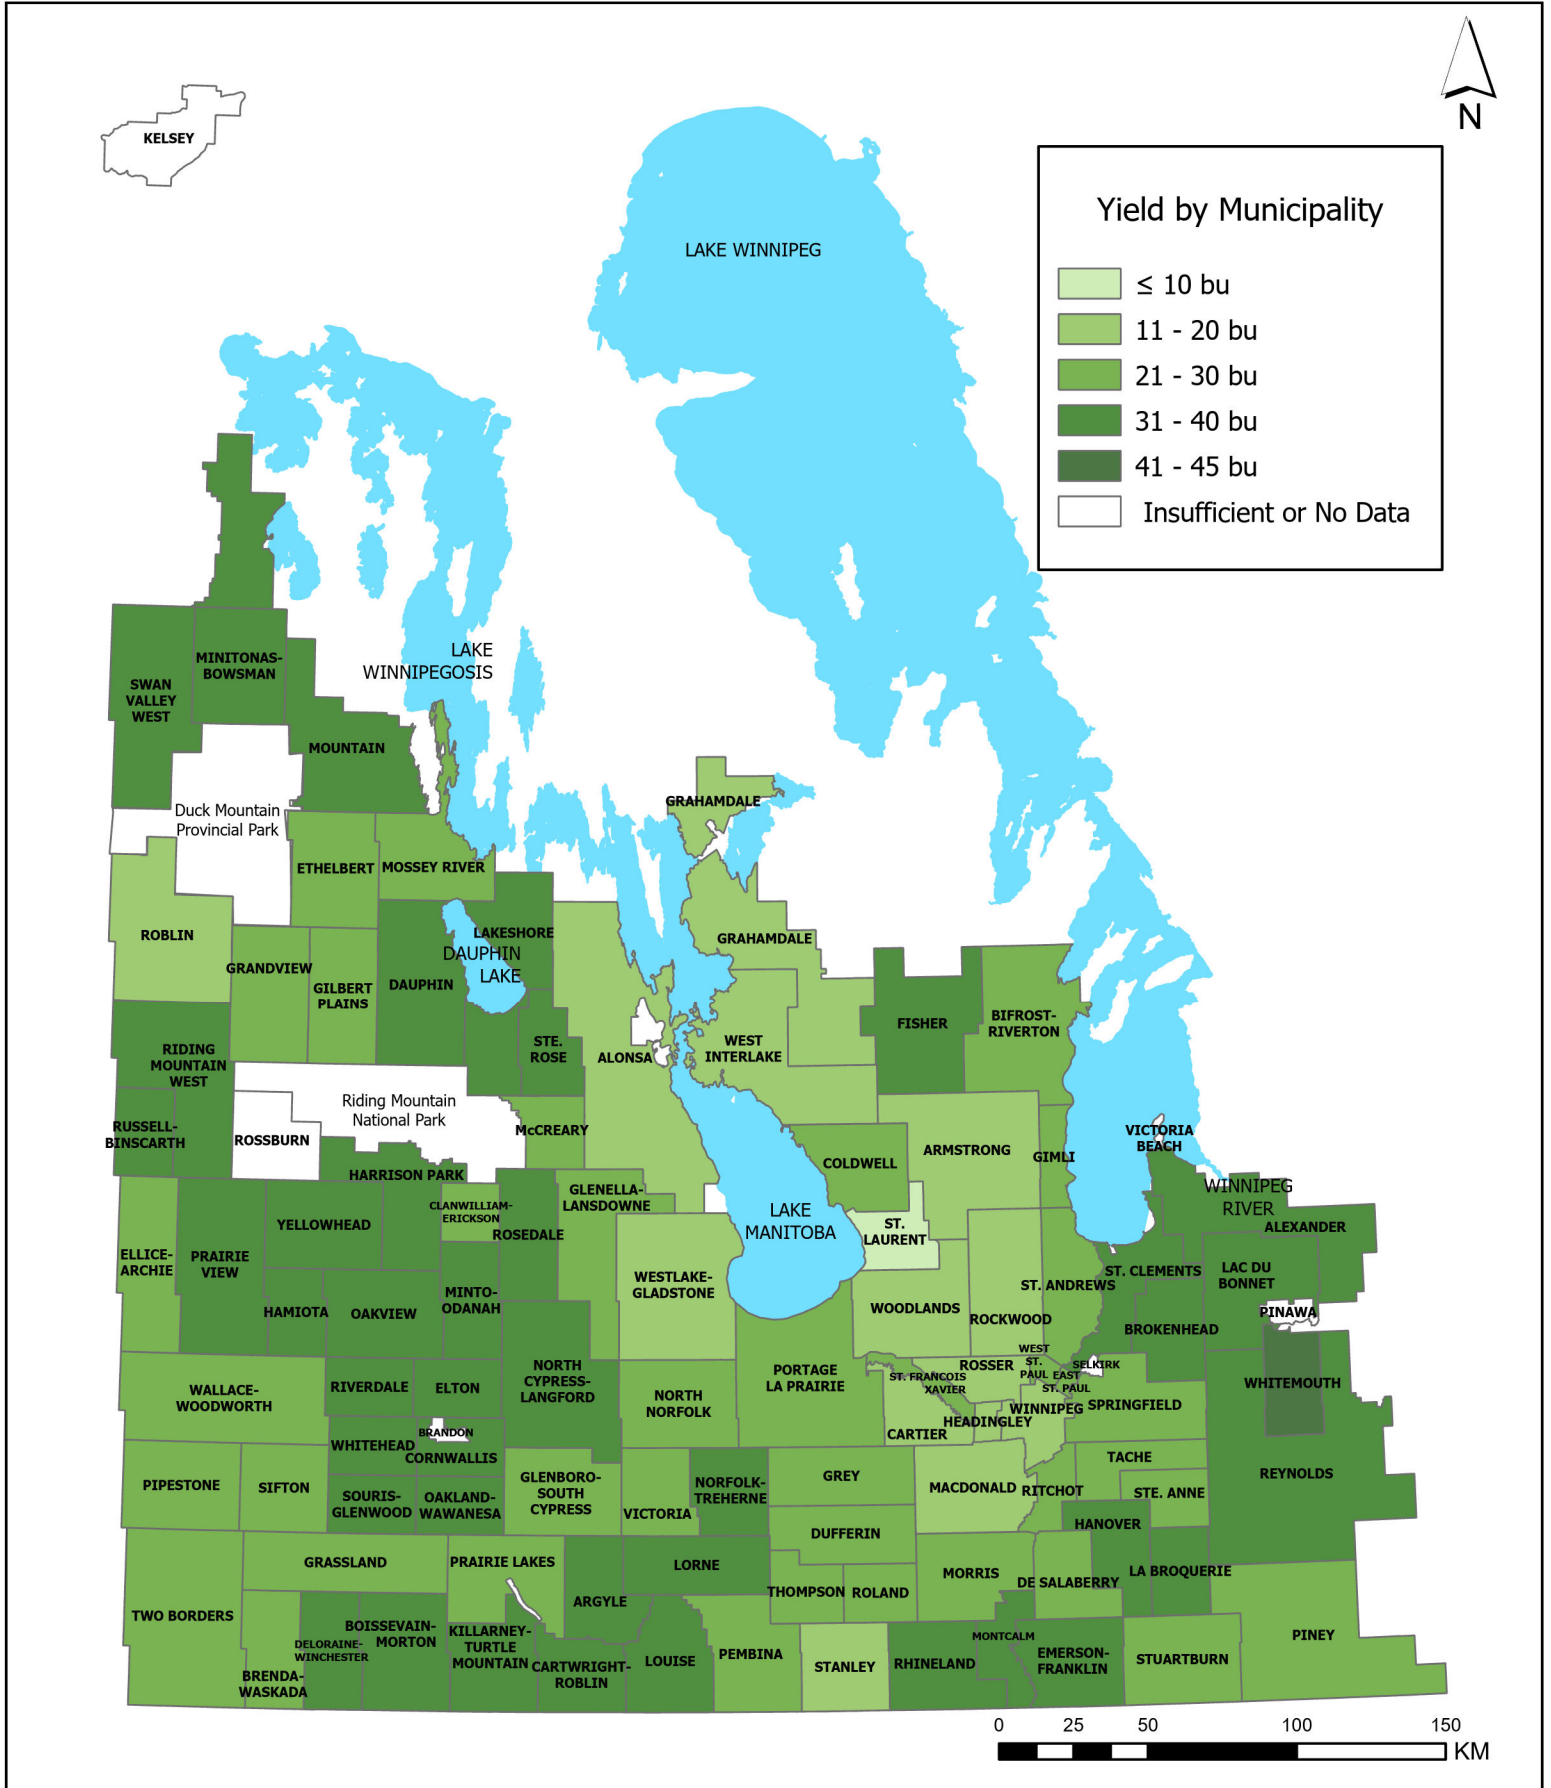 N
KELSEY
Yield by Municipality
≤ 10 bu
11 - 20 bu
21 - 30 bu
31 - 40 bu
41 - 45 bu
Insufficient or No Data
LAKE WINNIPEG
LAKE
WINNIPEGOSIS
MINITONAS-
BOWSMAN
SWAN
VALLEY
WEST
MOUNTAIN
Duck Mountain
Provincial Park
GRAHAMDALE
ETHELBERT
MOSSEY RIVER
ROBLIN
LAKESHORE
DAUPHIN
LAKE
GRAHAMDALE
GRANDVIEW
GILBERT
PLAINS
DAUPHIN
FISHER
BIFROST-
RIVERTON
STE.
ROSE
ALONSA
WEST
INTERLAKE
RIDING
MOUNTAIN
WEST
Riding Mountain
National Park
RUSSELL-
BINSCARTH
ROSSBURN
McCREARY
VICTORIA
BEACH
ARMSTRONG
GIMLI
COLDWELL
HARRISON PARK
GLENELLA-
LANSDOWNE
CLANWILLIAM-
ERICKSON
WINNIPEG
RIVER
ALEXANDER
YELLOWHEAD
ROSEDALE
LAKE
MANITOBA
ST.
LAURENT
ELLICE-
ARCHIE
PRAIRIE
VIEW
ST. CLEMENTS
LAC DU
BONNET
WESTLAKE-
GLADSTONE
ST. ANDREWS
MINTO-
ODANAH
HAMIOTA
OAKVIEW
WOODLANDS
ROCKWOOD
PINAWA
BROKENHEAD
WEST
ST.
PAUL
EAST
ST. PAUL
SELKIRK
ROSSER
ST. FRANCOIS
XAVIER
PORTAGE
LA PRAIRIE
NORTH
CYPRESS-
LANGFORD
RIVERDALE
ELTON
WALLACE-
WOODWORTH
NORTH
NORFOLK
WHITEMOUTH
SPRINGFIELD
WINNIPEG
HEADINGLEY
CARTIER
BRANDON
WHITEHEAD
CORNWALLIS
TACHE
REYNOLDS
PIPESTONE
SIFTON
GLENBORO-
SOUTH
CYPRESS
NORFOLK-
TREHERNE
GREY
MACDONALD
RITCHOT
STE. ANNE
SOURIS-
GLENWOOD
OAKLAND-
WAWANESA
VICTORIA
HANOVER
DUFFERIN
GRASSLAND
PRAIRIE LAKES
LORNE
MORRIS
DE SALABERRY
LA BROQUERIE
THOMPSON
ROLAND
ARGYLE
TWO BORDERS
BOISSEVAIN-
MORTON
DELORAINE-
WINCHESTER
KILLARNEY-
TURTLE
MOUNTAIN
MONTCALM
PINEY
PEMBINA
LOUISE
CARTWRIGHT-
ROBLIN
STANLEY
RHINELAND
EMERSON-
FRANKLIN
STUARTBURN
BRENDA-
WASKADA
0 25 50 100 150
KM